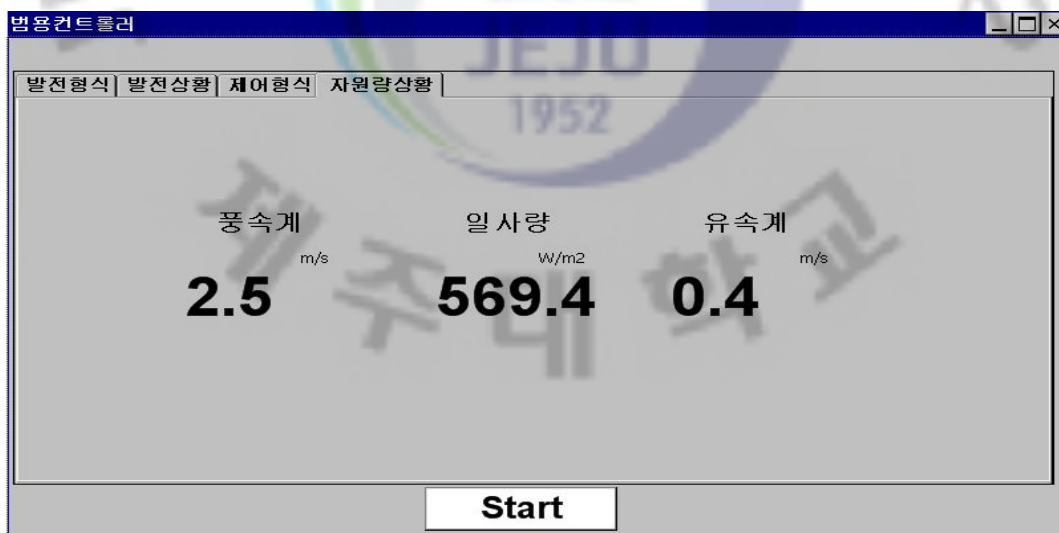 범용컨트롤러
발전형식 발전상황 제어형식 자원량상황
JEJU
1952
풍속계 일사량 유속계
m/s W/m2 m/s
2.5 569.4 0.4
제주대학교
Start